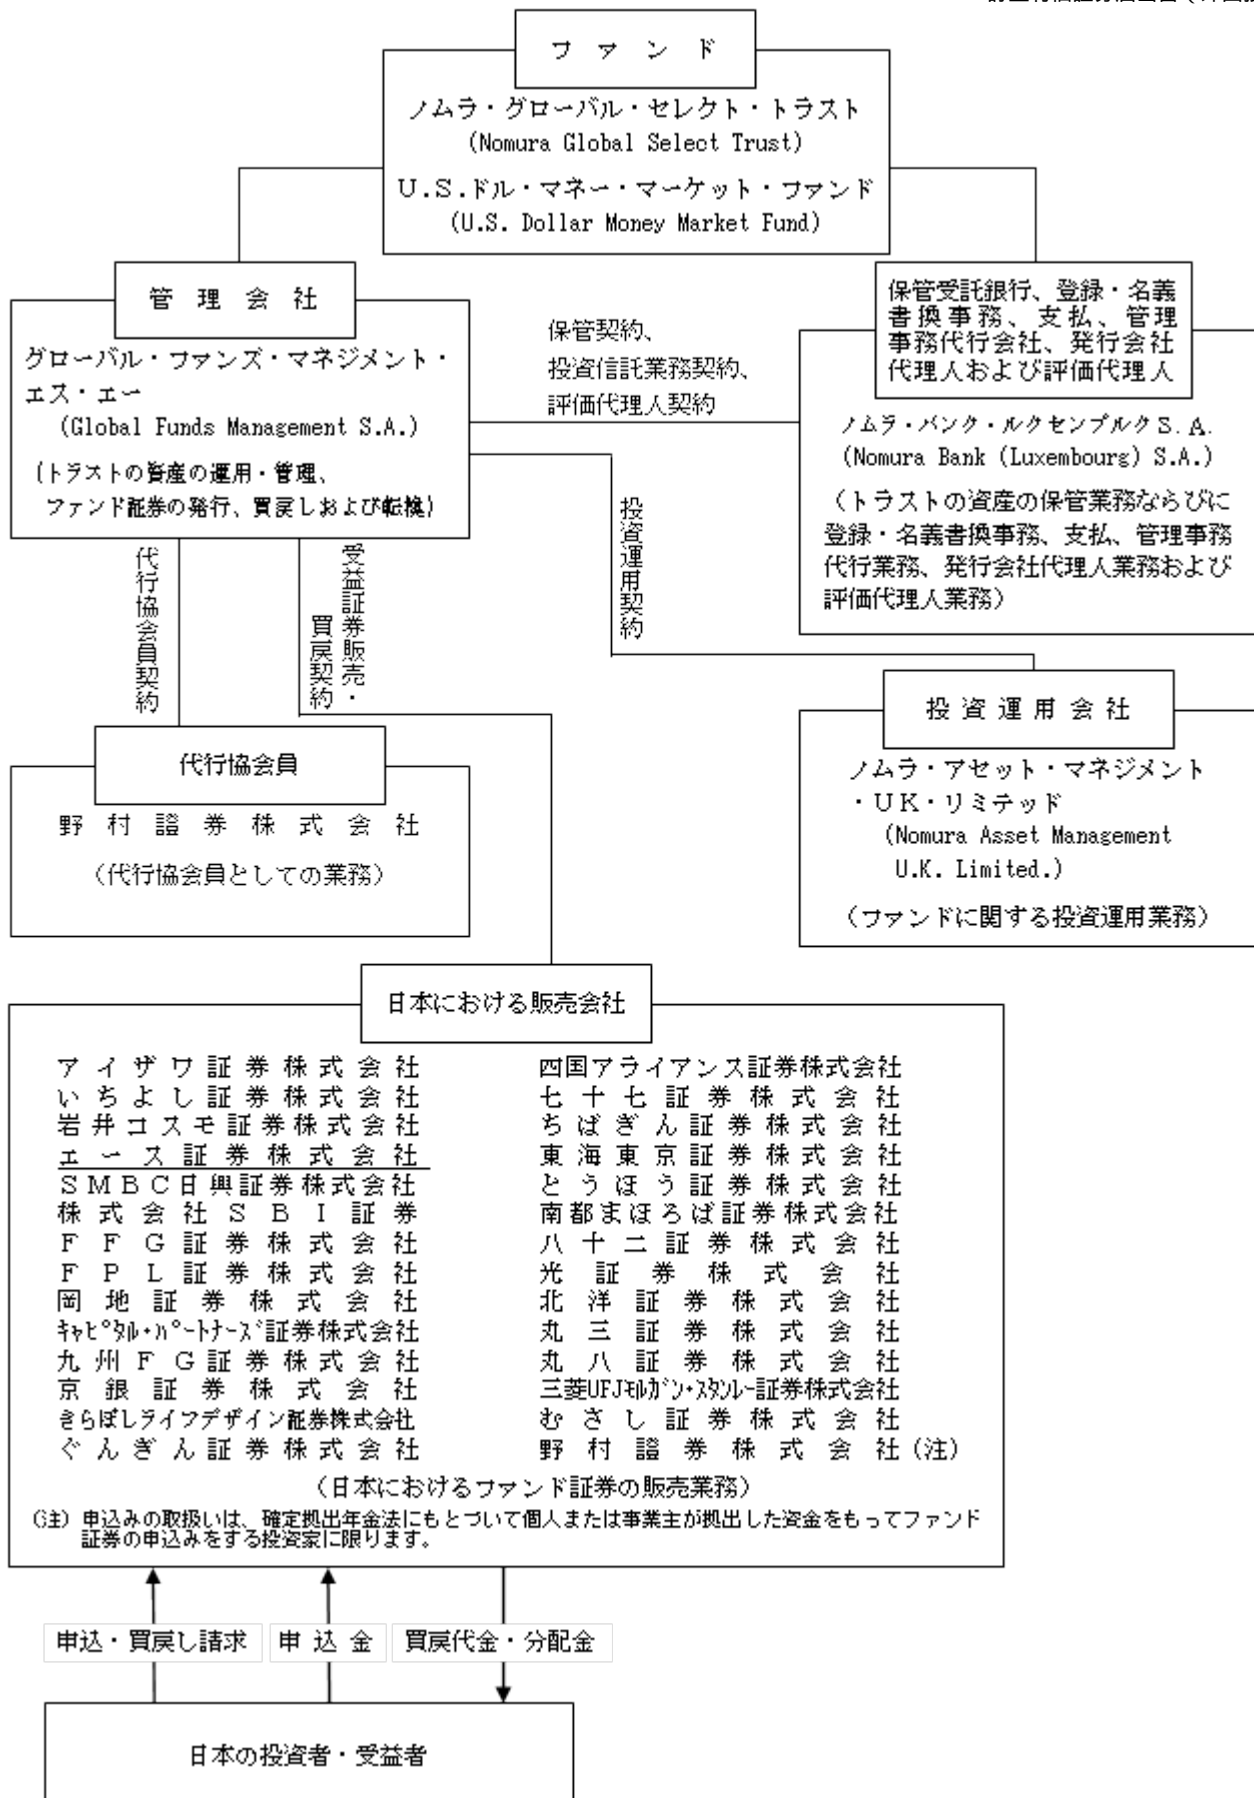 ファンド
ノムラ・グローバル・セレクト・トラスト
(Nomura Global Select Trust)
U.S.ドル・マネー・マーケット・ファンド
(U.S. Dollar Money Market Fund)
管理会社
グローバル・ファンズ・マネジメント・
エス・エー
(Global Funds Management S.A.)
(トラストの資産の運用・管理、
ファンド証券の発行、買戻しおよび転換)
保管契約、
投資信託業務契約、
評価代理人契約
保管受託銀行、登録・名義
書換事務、支払、管理
事務代行会社、発行会社
代理人および評価代理人
ノムラ・バンク・ルクセンブルクS.A.
(Nomura Bank (Luxembourg) S.A.)
(トラストの資産の保管業務ならびに
登録・名義書換事務、支払、管理事務
代行業務、発行会社代理人業務および
評価代理人業務)
代行協会員契約
受益証券販売・
買戻契約
投資運用契約
投資運用会社
ノムラ・アセット・マネジメント
・UK・リミテッド
(Nomura Asset Management
U.K. Limited.)
(ファンドに関する投資運用業務)
代行協会員
野村證券株式会社
(代行協会員としての業務)
日本における販売会社
アイザワ証券株式会社
いちよし証券株式会社
岩井コスモ証券株式会社
エース証券株式会社
SMBC日興証券株式会社
株式会社SBI証券
FFG証券株式会社
FPL証券株式会社
岡地証券株式会社
キャピタル・パートナーズ証券株式会社
九州FG証券株式会社
京銀証券株式会社
きらぼしライフデザイン証券株式会社
ぐんぎん証券株式会社
四国アライアンス証券株式会社
七十七証券株式会社
ちばぎん証券株式会社
東海東京証券株式会社
とうほう証券株式会社
南都まほろば証券株式会社
八十二証券株式会社
光証券株式会社
北洋証券株式会社
丸三証券株式会社
丸八証券株式会社
三菱UFJモルガン・スタンレー証券株式会社
むさし証券株式会社
野村證券株式会社(注)
(日本におけるファンド証券の販売業務)
(注) 申込みの取扱いは、確定拠出年金法にもとづいて個人または事業主が拠出した資金をもってファンド
証券の申込みをする投資家に限ります。
申込・買戻し請求
申込金
買戻代金・分配金
日本の投資者・受益者